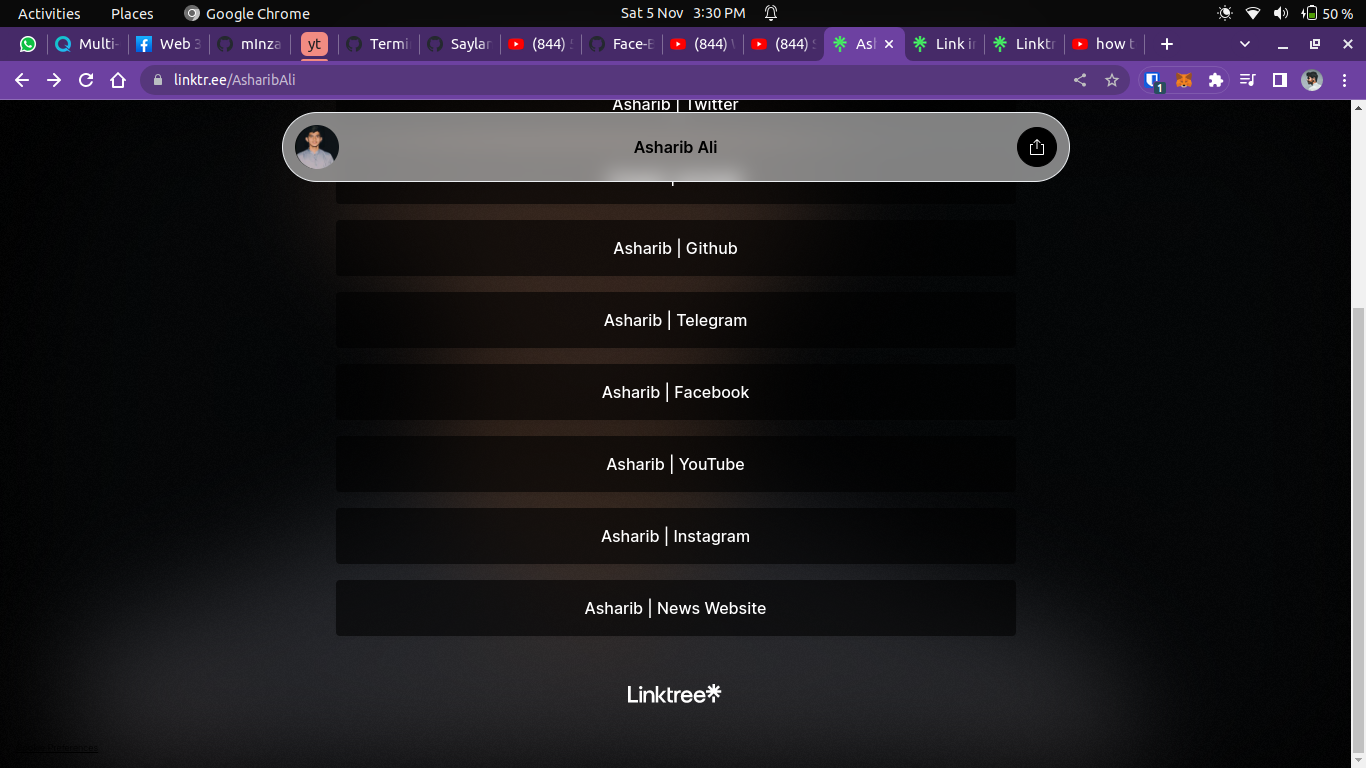 Activities Places Google Chrome Sat 5 Nov 3:30 PM 50 %
Multi- Web 3 mInza yt Termi Saylar (844) Face-E (844) (844) Asl Link i Linktr how t
linktr.ee/AsharibAli 1
Asharib | Twitter
Asharib Ali
Asharib | Github
Asharib | Telegram
Asharib | Facebook
Asharib | YouTube
Asharib | Instagram
Asharib | News Website
Linktree